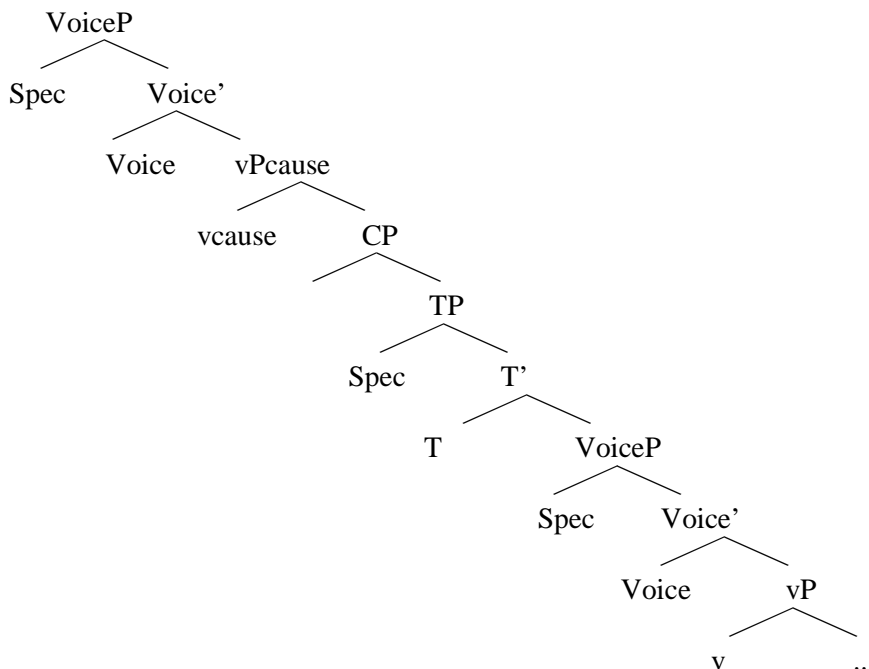 VoiceP
Spec Voice’
Voice vPcause
vcause CP
TP
Spec T’
T VoiceP
Spec Voice’
Voice vP
v ..